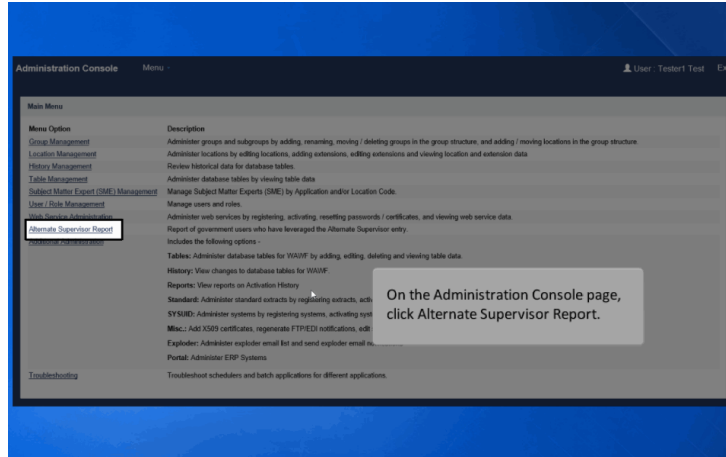 Administration Console Menu
User : Tester1 Test Ex
Main Menu
Menu Option Description
Group Management Administer groups and subgroups by adding, renaming, moving / deleting groups in the group structure, and adding / moving locations in the group structure.
Location Management Administer locations by editing locations, adding extensions, editing extensions and viewing location and extension data
History Management Review historical data for database tables.
Table Management Administer database tables by viewing table data
Subject Matter Expert (SME) Management Manage Subject Matter Experts (SME) by Application and/or Location Code.
User / Role Management Manage users and roles.
Web Service Administration Administer web services by registering, activating, resetting passwords / certificates, and viewing web service data.
Alternate Supervisor Report Report of government users who have leveraged the Alternate Supervisor entry.
Additional Administration Includes the following options -
Tables: Administer database tables for WAWF by adding, editing, deleting and viewing table data.
History: View changes to database tables for WAWF.
Reports: View reports on Activation History
Standard: Administer standard extracts by registering extracts,
SYSUID: Administer systems by registering systems, activating
Misc.: Add X509 certificates, regenerate FTP/EDI notifications, edit
Exploder: Administer exploder email list and send exploder email
Portal: Administer ERP Systems
Troubleshooting Troubleshoot schedulers and batch applications for different applications.
On the Administration Console page,
click Alternate Supervisor Report.